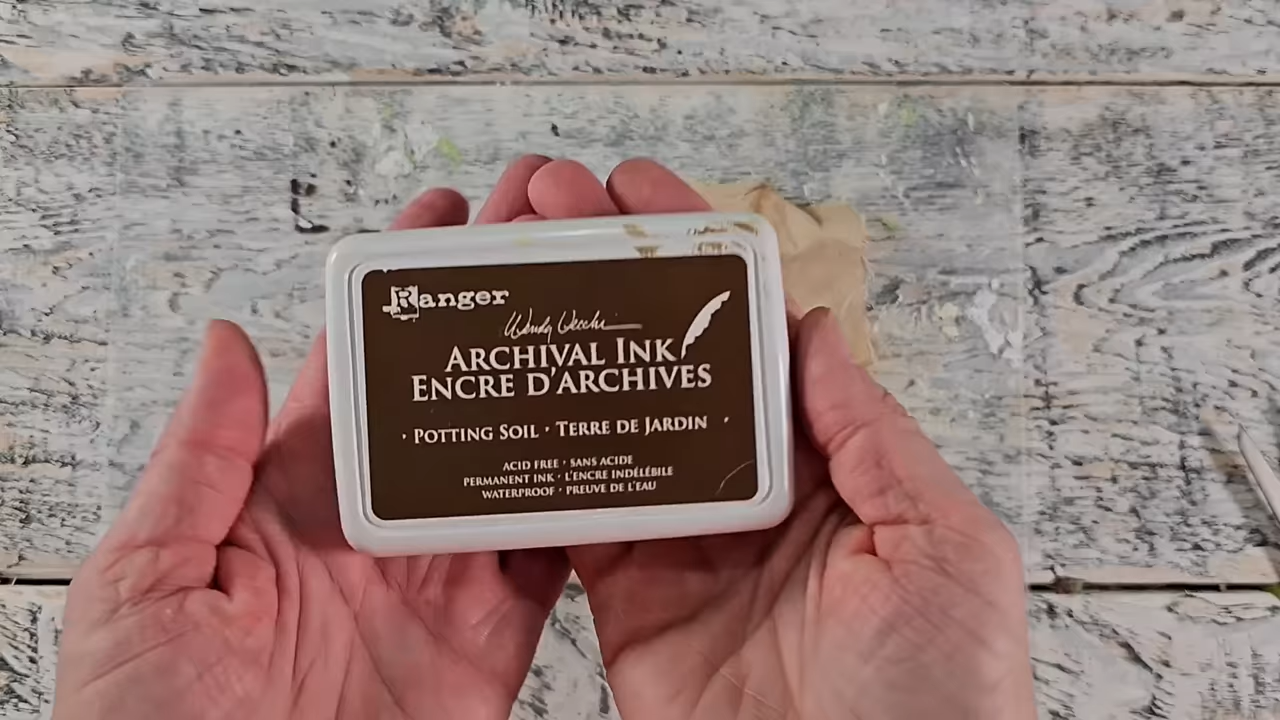 Ranger
Wendy Vecchi
ARCHIVAL INK
ENCRE D'ARCHIVES
· POTTING SOIL · TERRE DE JARDIN ·
ACID FREE · SANS ACIDE
PERMANENT INK · L'ENCRE INDÉLÉBILE
WATERPROOF · PREUVE DE L'EAU